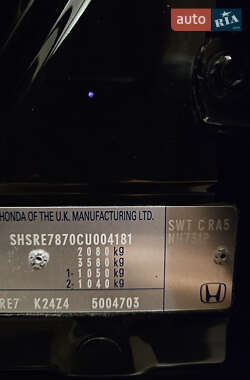 auto RIA
HONDA OF THE U.K. MANUFACTURING LTD.
SHSRE7870CU004181
2080 kg
3580 kg
1- 1050 kg
2- 1040 kg
SWT C RA5
NH731P
RE7 K24Z4 5004703